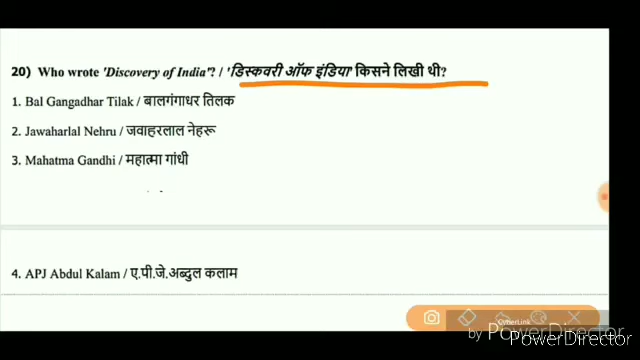 20) Who wrote 'Discovery of India'? / 'डिस्कवरी ऑफ इंडिया' किसने लिखी थी?
1. Bal Gangadhar Tilak / बालगंगाधर तिलक
2. Jawaharlal Nehru / जवाहरलाल नेहरू
3. Mahatma Gandhi / महात्मा गांधी
4. APJ Abdul Kalam / ए.पी.जे.अब्दुल कलाम
by PowerDirector
PowerDirector